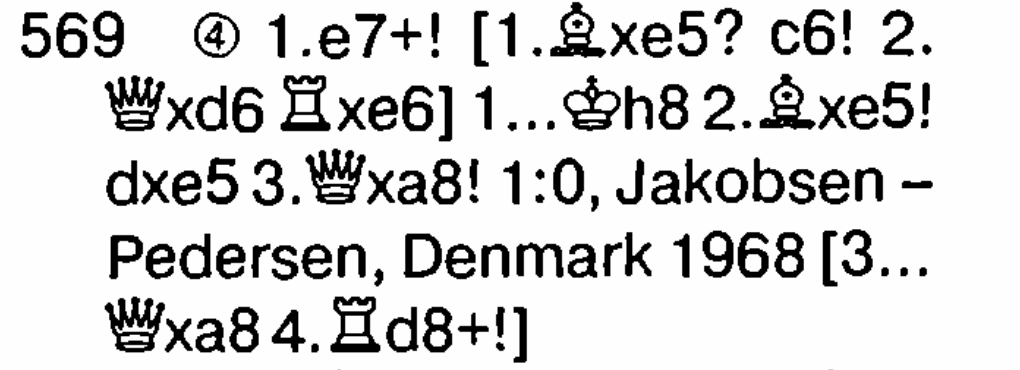 569 ④ 1.e7+! [1.♗xe5? c6! 2.
♕xd6 ♖xe6] 1...♔h8 2.♗xe5!
dxe5 3.♕xa8! 1:0, Jakobsen –
Pedersen, Denmark 1968 [3...
♕xa8 4.♖d8+!]